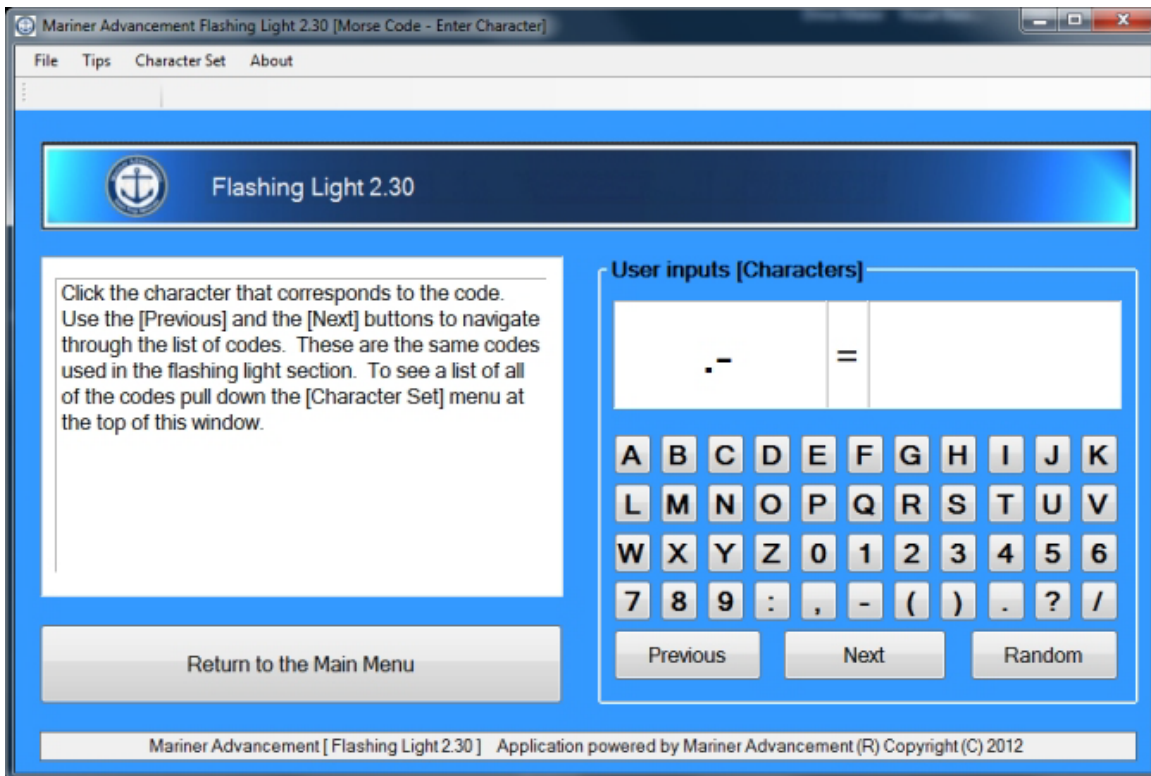 Mariner Advancement Flashing Light 2.30 [Morse Code - Enter Character]
File Tips Character Set About
Flashing Light 2.30
Click the character that corresponds to the code.
Use the [Previous] and the [Next] buttons to navigate
through the list of codes. These are the same codes
used in the flashing light section. To see a list of all
of the codes pull down the [Character Set] menu at
the top of this window.
Return to the Main Menu
User inputs [Characters]
.- =
A B C D E F G H I J K
L M N O P Q R S T U V
W X Y Z 0 1 2 3 4 5 6
7 8 9 : , - ( ) . ? /
Previous Next Random
Mariner Advancement [ Flashing Light 2.30 ] Application powered by Mariner Advancement (R) Copyright (C) 2012